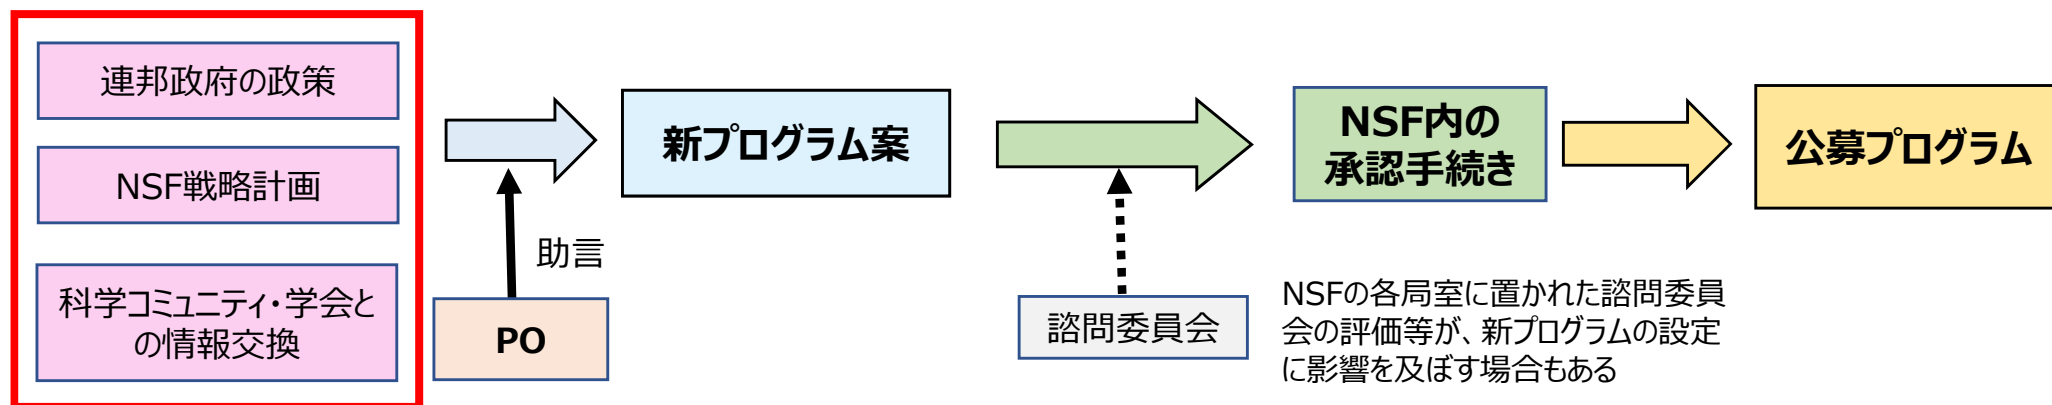 連邦政府の政策
NSF戦略計画
科学コミュニティ・学会と
の情報交換
助言
PO
新プログラム案
諮問委員会
NSF内の
承認手続き
NSFの各局室に置かれた諮問委員
会の評価等が、新プログラムの設定
に影響を及ぼす場合もある
公募プログラム